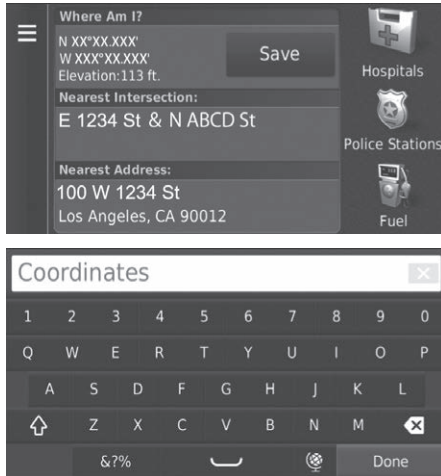 Where Am I?
N XX°XX.XXX'
W XXX°XX.XXX'
Elevation:113 ft.
Save
Hospitals
Nearest Intersection:
E 1234 St & N ABCD St
Police Stations
Nearest Address:
100 W 1234 St
Los Angeles, CA 90012
Fuel
Coordinates
1 2 3 4 5 6 7 8 9 0
Q W E R T Y U I O P
A S D F G H J K L
Z X C V B N M
&?% Done